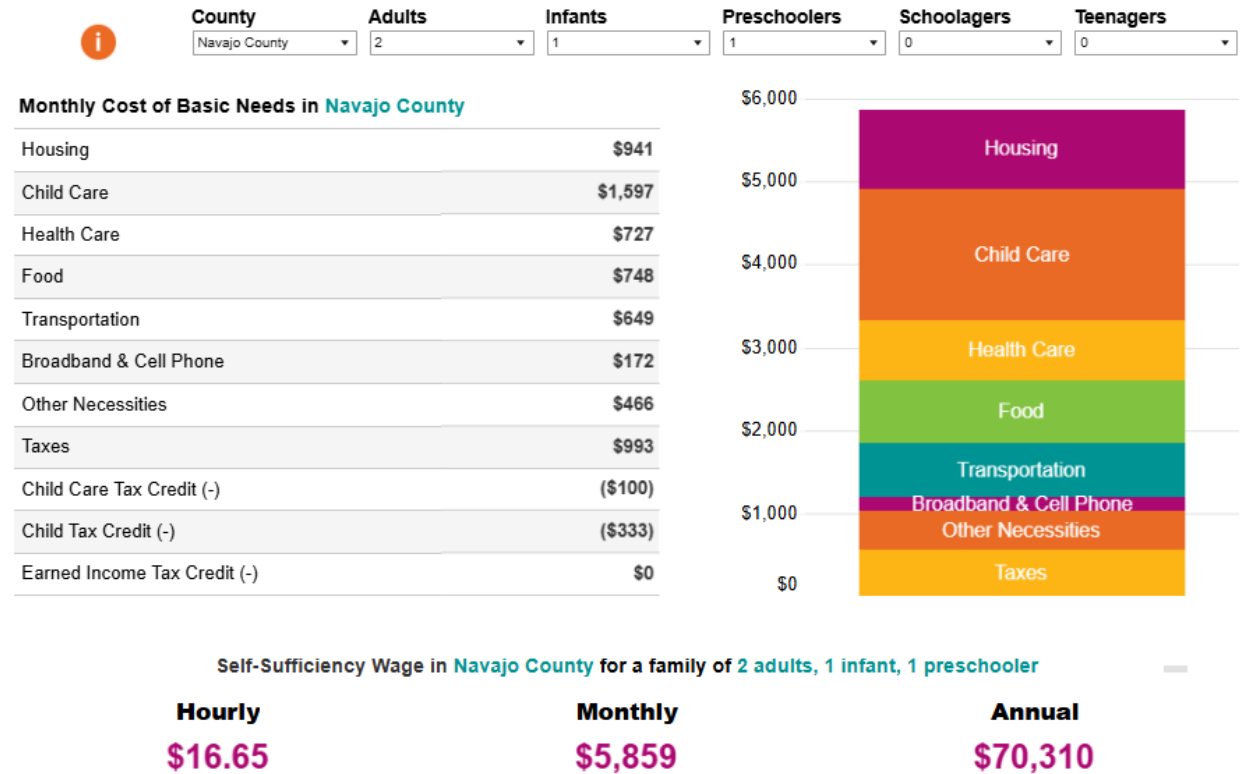 County Adults Infants Preschoolers Schoolagers Teenagers
i Navajo County 2 1 1 0 0
Monthly Cost of Basic Needs in Navajo County
Housing $941
Child Care $1,597
Health Care $727
Food $748
Transportation $649
Broadband & Cell Phone $172
Other Necessities $466
Taxes $993
Child Care Tax Credit (-) ($100)
Child Tax Credit (-) ($333)
Earned Income Tax Credit (-) $0
$6,000
Housing
$5,000
Child Care
$4,000
$3,000
Health Care
Food
$2,000
Transportation
Broadband & Cell Phone
$1,000
Other Necessities
Taxes
$0
Self-Sufficiency Wage in Navajo County for a family of 2 adults, 1 infant, 1 preschooler
Hourly Monthly Annual
$16.65 $5,859 $70,310